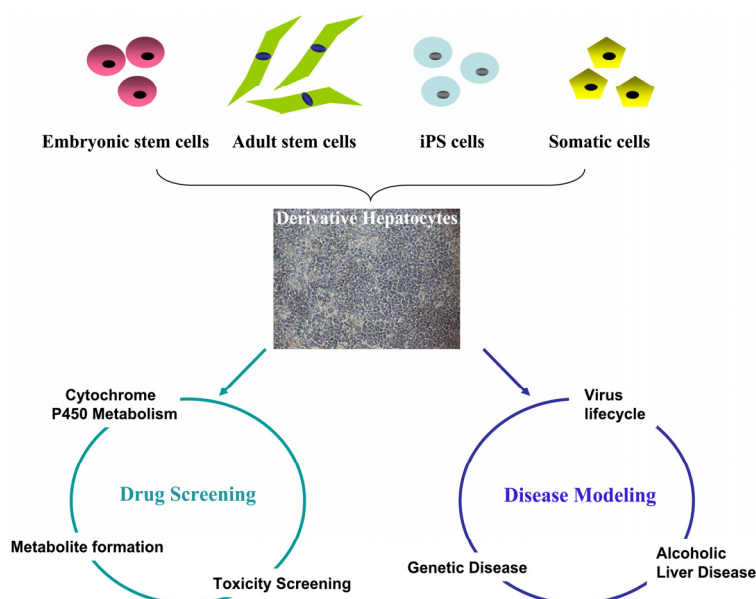 Embryonic stem cells
Adult stem cells
iPS cells
Somatic cells
Derivative Hepatocytes
Cytochrome
P450 Metabolism
Drug Screening
Metabolite formation
Toxicity Screening
Virus
lifecycle
Disease Modeling
Genetic Disease
Alcoholic
Liver Disease